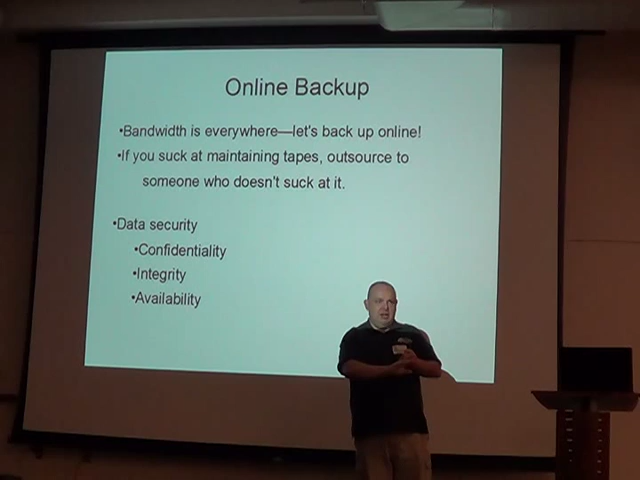 Online Backup
•Bandwidth is everywhere—let's back up online!
•If you suck at maintaining tapes, outsource to
someone who doesn't suck at it.
•Data security
•Confidentiality
•Integrity
•Availability